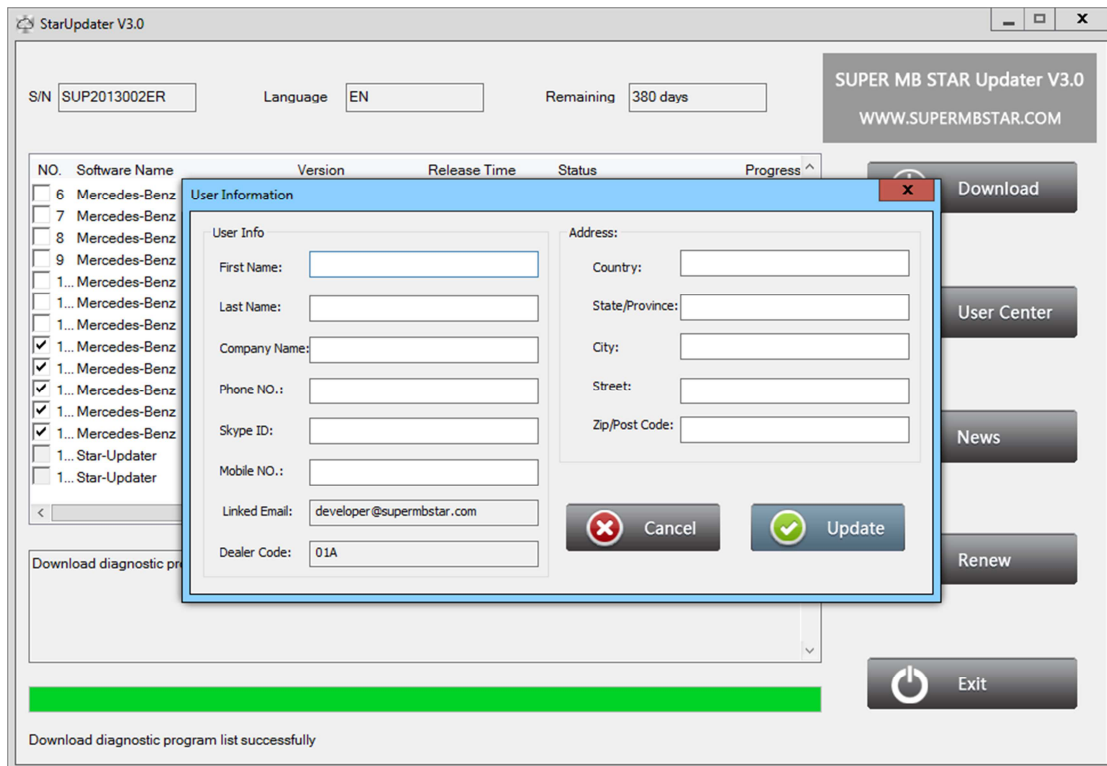 StarUpdater V3.0
S/N SUP2013002ER Language EN Remaining 380 days
SUPER MB STAR Updater V3.0
WWW.SUPERMBSTAR.COM
NO. Software Name Version Release Time Status Progress
6 Mercedes-Benz
7 Mercedes-Benz
8 Mercedes-Benz
9 Mercedes-Benz
1... Mercedes-Benz
1... Mercedes-Benz
1... Mercedes-Benz
1... Mercedes-Benz
1... Mercedes-Benz
1... Mercedes-Benz
1... Mercedes-Benz
1... Mercedes-Benz
1... Star-Updater
1... Star-Updater
User Information
User Info
First Name:
Last Name:
Company Name:
Phone NO.:
Skype ID:
Mobile NO.:
Linked Email: developer@supermbstar.com
Dealer Code: 01A
Address:
Country:
State/Province:
City:
Street:
Zip/Post Code:
Cancel
Update
Download
User Center
News
Renew
Exit
Download diagnostic
Download diagnostic program list successfully